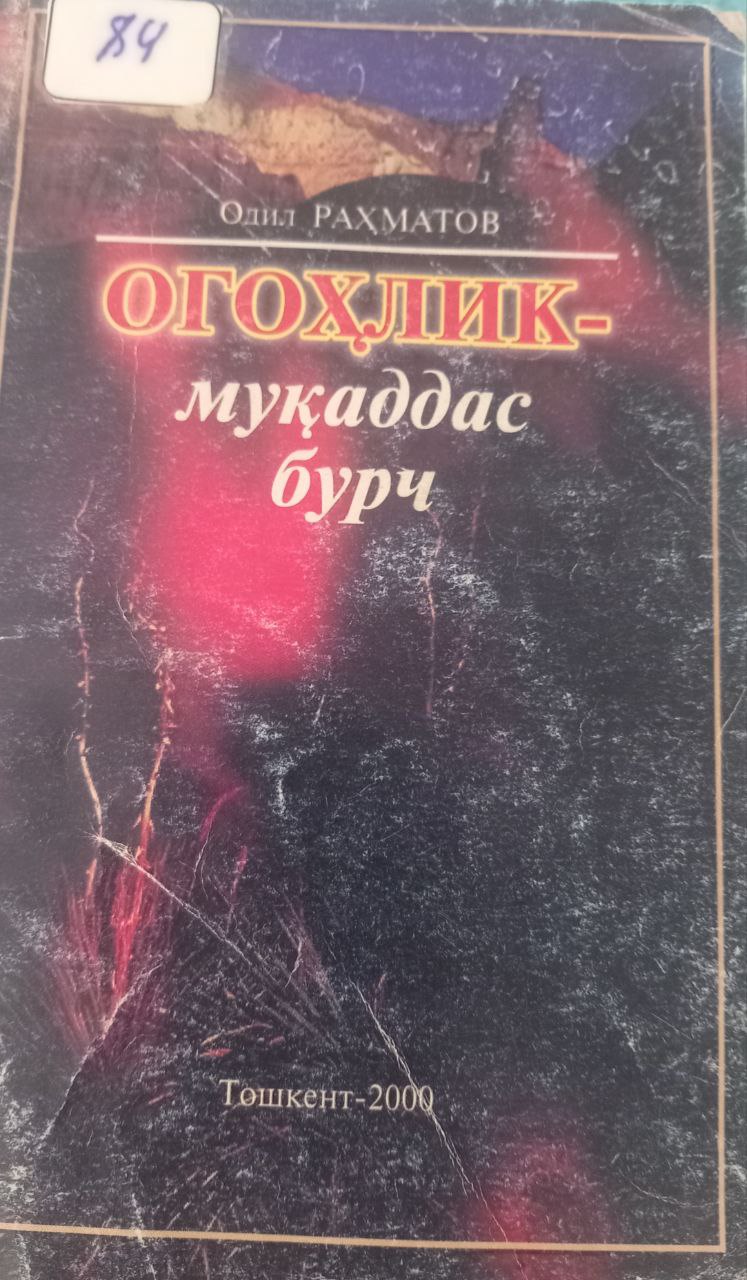 84
Одил РАҲМАТОВ
ОГОҲЛИК-
муқаддас
бурч
Тошкент-2000